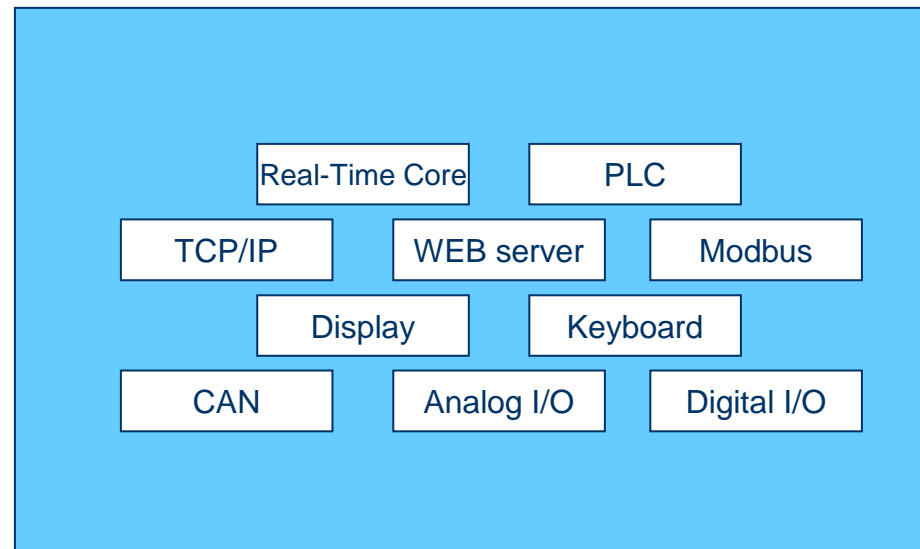 Real-Time Core
PLC
TCP/IP
WEB server
Modbus
Display
Keyboard
CAN
Analog I/O
Digital I/O